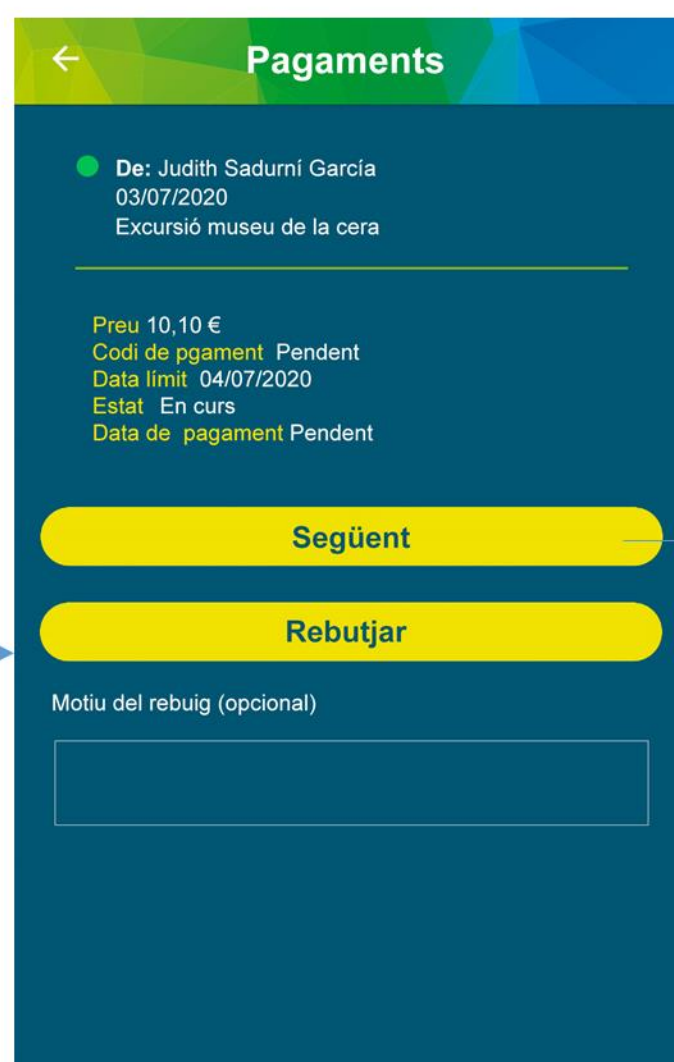 Pagaments
De: Judith Sadurní García
03/07/2020
Excursió museu de la cera
Preu 10,10 €
Codi de pgament Pendent
Data límit 04/07/2020
Estat En curs
Data de pagament Pendent
Següent
Rebutjar
Motiu del rebuig (opcional)